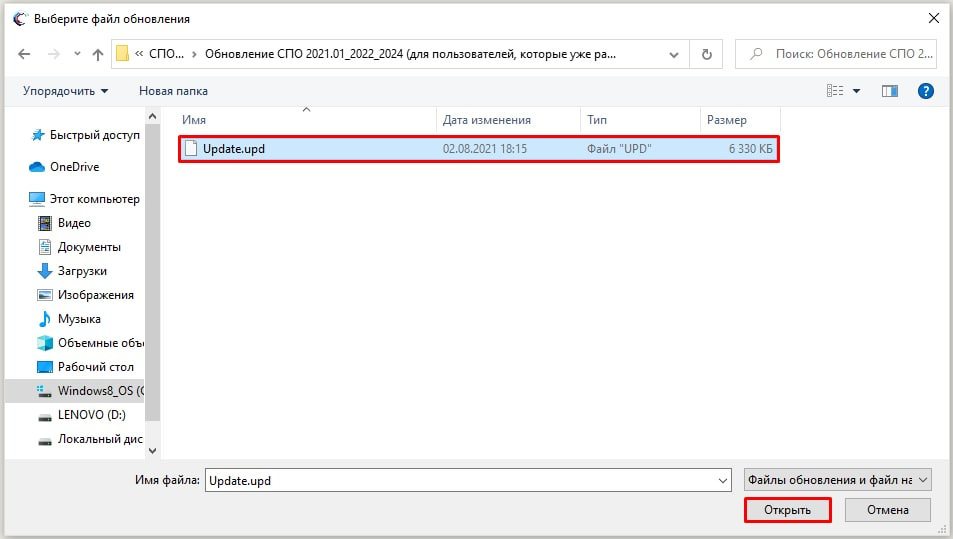 Выберите файл обновления
« СПО... › Обновление СПО 2021.01_2022_2024 (для пользователей, которые уже ра...
Поиск: Обновление СПО 2...
Упорядочить
Новая папка
?
Имя
Дата изменения
Тип
Размер
Update.upd
02.08.2021 18:15
Файл "UPD"
6 330 КБ
Быстрый доступ
OneDrive
Этот компьютер
Видео
Документы
Загрузки
Изображения
Музыка
Объемные объ
Рабочий стол
Windows8_OS (C
LENOVO (D:)
Локальный дис
Имя файла:
Update.upd
Файлы обновления и файл на
Открыть
Отмена